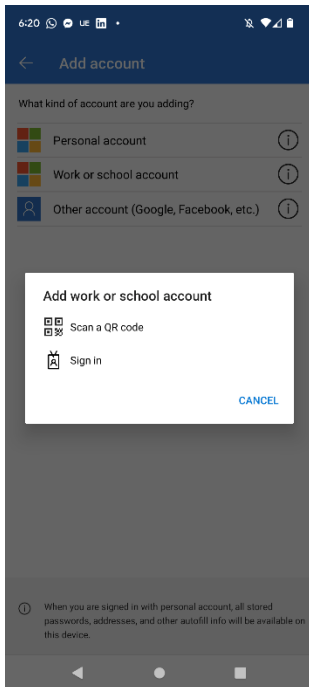 6:20 UE in
Add account
What kind of account are you adding?
Personal account
Work or school account
Other account (Google, Facebook, etc.)
Add work or school account
Scan a QR code
Sign in
CANCEL
When you are signed in with personal account, all stored
passwords, addresses, and other autofill info will be available on
this device.